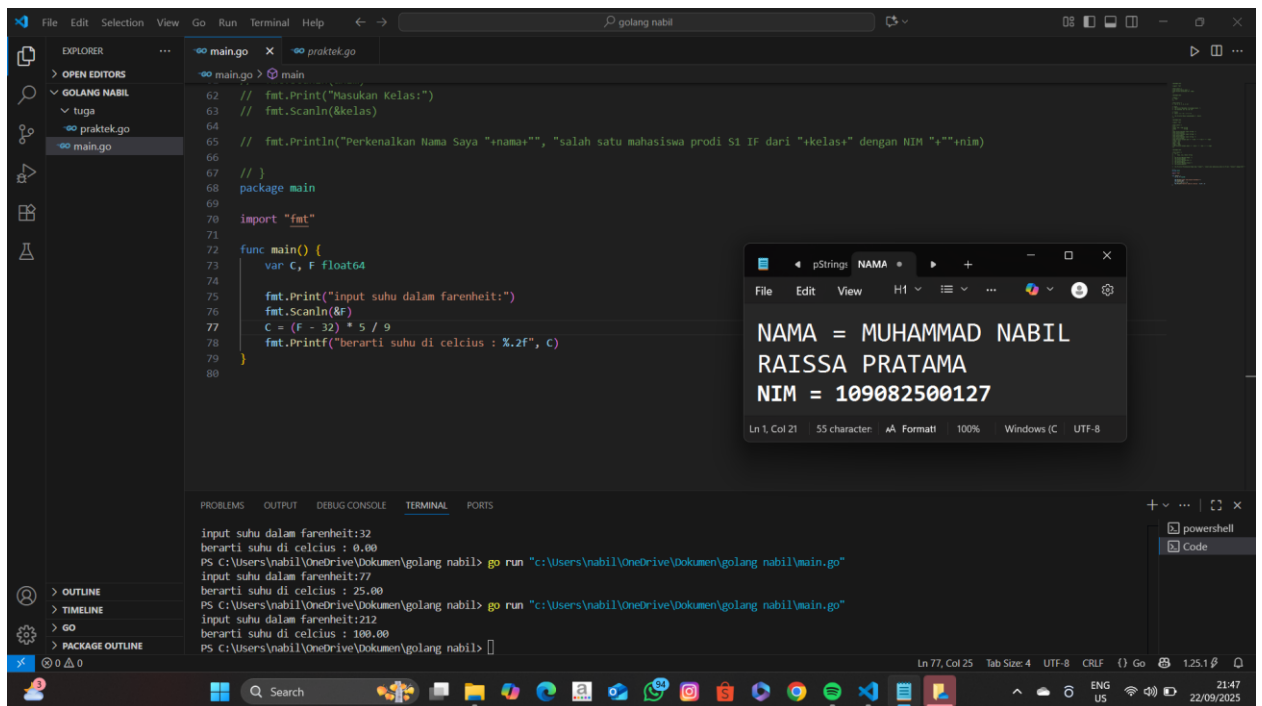 File Edit Selection View Go Run Terminal Help
golang nabil
EXPLORER
main.go
praktek.go
OPEN EDITORS
main.go > main
GOLANG NABIL
tuga
praktek.go
main.go
62 // fmt.Print("Masukan Kelas:")
63 // fmt.Scanln(&kelas)
64
65 // fmt.Println("Perkenalkan Nama Saya "+nama+"", "salah satu mahasiswa prodi S1 IF dari "+kelas+" dengan NIM "+""+nim)
66
67 // }
68 package main
69
70 import "fmt"
71
72 func main() {
73 var C, F float64
74
75 fmt.Print("input suhu dalam farenheit:")
76 fmt.Scanln(&F)
77 C = (F - 32) * 5 / 9
78 fmt.Printf("berarti suhu di celcius : %.2f", C)
79 }
80
pStrings NAMA
File Edit View H1
NAMA = MUHAMMAD NABIL
RAISSA PRATAMA
NIM = 109082500127
Ln 1, Col 21 55 character: Formatt 100% Windows (C UTF-8
PROBLEMS OUTPUT DEBUG CONSOLE TERMINAL PORTS
powershell
Code
input suhu dalam farenheit:32
berarti suhu di celcius : 0.00
PS C:\Users\nabil\OneDrive\Dokumen\golang nabil> go run "c:\Users\nabil\OneDrive\Dokumen\golang nabil\main.go"
input suhu dalam farenheit:77
berarti suhu di celcius : 25.00
PS C:\Users\nabil\OneDrive\Dokumen\golang nabil> go run "c:\Users\nabil\OneDrive\Dokumen\golang nabil\main.go"
input suhu dalam farenheit:212
berarti suhu di celcius : 100.00
PS C:\Users\nabil\OneDrive\Dokumen\golang nabil>
OUTLINE
TIMELINE
GO
PACKAGE OUTLINE
0 0
Ln 77, Col 25 Tab Size: 4 UTF-8 CRLF {} Go 1.25.1
3
Search
94
ENG
US
21:47
22/09/2025